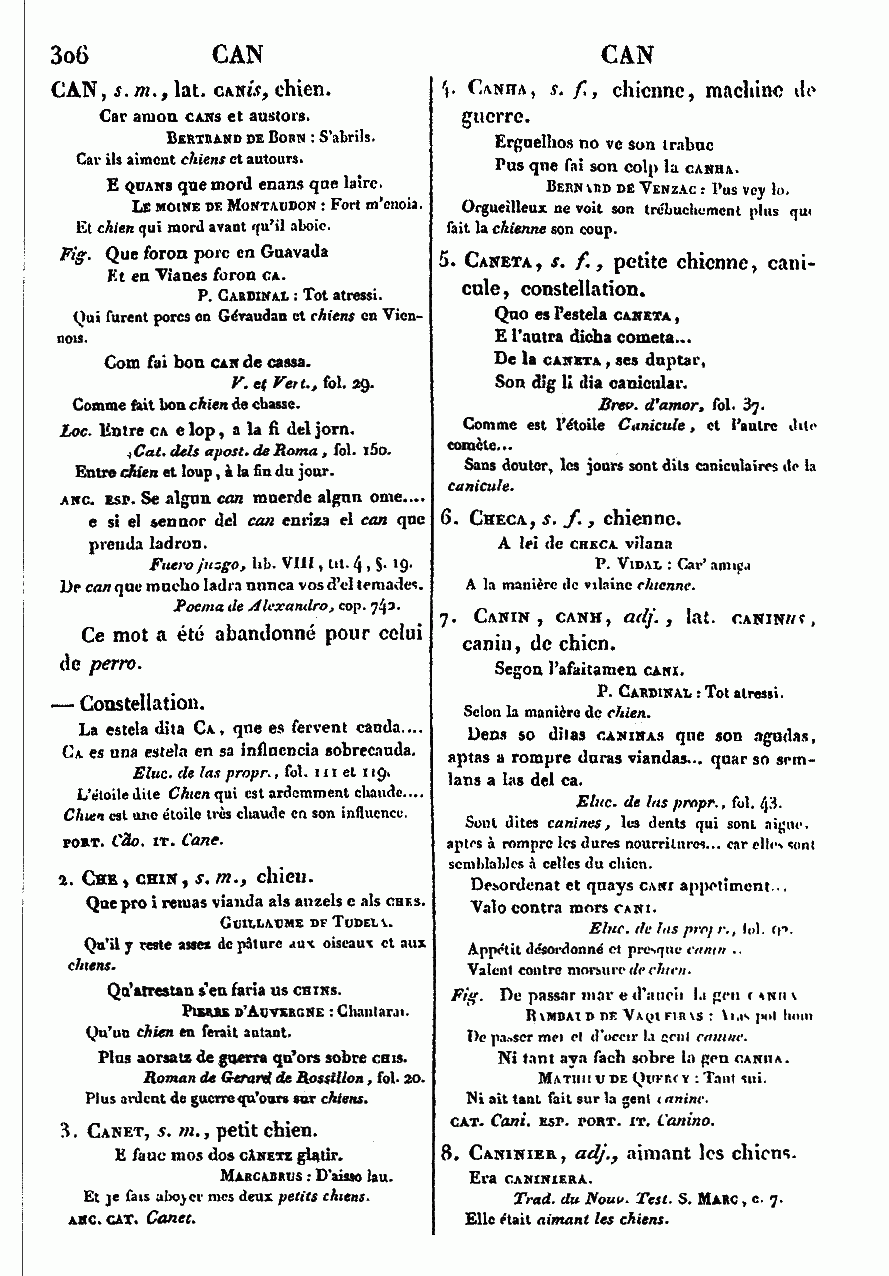 306 CAN CAN
CAN, s. m., lat. CANis, chien.
Car amon CANS et austors.
BERTRAND DE BORN : S'abrils.
Car ils aiment chiens et autours.
E QUANS que mord enans que laire.
LE MOINE DE MONTAUDON : Fort m'enoia.
Et chien qui mord avant qu'il aboie.
Fig. Que foron porc en Guavada
Et en Vianes foron CA.
P. CARDINAL : Tot atressi.
Qui furent porcs en Gévaudan et chiens en Vien-
nois.
Com fai bon CAN de cassa.
V. et Vert., fol. 29.
Comme fait bon chien de chasse.
Loc. Entre CA e lop, a la fi del jorn.
Cat. dels apost. de Roma, fol. 150.
Entre chien et loup, à la fin du jour.
ANC. ESP. Se algun can muerde algun ome....
e si el sennor del can enriza el can que
prenda ladron.
Fuero juzgo, lib. VIII, tit. 4, §. 19.
De can que mucho ladra nunca vos d'el temades.
Poema de Alexandro, cop. 742.
Ce mot a été abandonné pour celui
de perro.
— Constellation.
La estela dita CA, que es fervent cauda....
CA es una estela en sa influencia sobrecauda.
Eluc. de las propr., fol. 111 et 119.
L'étoile dite Chien qui est ardemment chaude....
Chien est une étoile très chaude en son influence.
PORT. Cão. IT. Cane.
2. CHE, CHIN, s. m., chien.
Que pro i remas vianda als auzels e als CHES.
GUILLAUME DE TUDELA.
Qu'il y reste assez de pâture aux oiseaux et aux
chiens.
Qu'atrestan s'en faria us CHINS.
PIERRE D'AUVERGNE : Chantarai.
Qu'un chien en ferait autant.
Plus aorsatz de guerra qu'ors sobre CHIS.
Roman de Gerard de Rossillon, fol. 20.
Plus ardent de guerre qu'ours sur chiens.
3. CANET, s. m., petit chien.
E fauc mos dos CANETZ glatir.
MARCABRUS : D'aisso lau.
Et je fais aboyer mes deux petits chiens.
ANC. CAT. Canet.
4. CANHA, s. f., chienne, machine de
guerre.
Erguelhos no ve son trabuc
Pus que fai son colp la CANHA.
BERNARD DE VENZAC : Pus vey lo.
Orgueilleux ne voit son trébuchement plus que
fait la chienne son coup.
5. CANETA, s. f., petite chienne, cani-
cule, constellation.
Quo es l'estela CANETA,
E l'autra dicha cometa...
De la CANETA, ses duptar,
Son dig li dia canicular.
Brev. d'amor, fol. 37.
Comme est l'étoile Canicule, et l'autre dite
comète...
Sans douter, les jours sont dits caniculaires de la
canicule.
6. CHECA, s. f., chienne.
A lei de CHECA vilana
P. VIDAL : Car' amiga
A la manière de vilaine chienne.
7. CANIN, CANH, adj., lat. CANINus,
canin, de chien.
Segon l'afaitamen CANI.
P. CARDINAL : Tot atressi.
Selon la manière de chien.
Dens so ditas CANINAS que son agudas,
aptas a rompre duras viandas... quar so sem-
lans a las del ca.
Eluc. de las propr., fol. 43.
Sont dites canines, les dents qui sont aigues,
aptes à rompre les dures nourritures... car elles sont
semblables à celles du chien.
Desordenat et quays CANI appetiment...
Valo contra mors CANI.
Eluc. de las propr., fol.
Appétit désordonné et presque canin ..
Valent contre morsure de chien.
Fig. De passar mar e d'aucir la gen CANHA
RAMBAUD DE VAQUEIRAS : Nas pot hom
De passer mer et d'occir la gent canine.
Ni tant aya fach sobre la gen CANHA.
MATHIEU DE QUERCY : Tant sui.
Ni ait tant fait sur la gent canine.
CAT. Cani. ESP. PORT. IT. Canino.
8. CANINIER, adj., aimant les chiens.
Era CANINIERA.
Trad. du Nouv. Test. S. MARC, c. 7.
Elle était aimant les chiens.